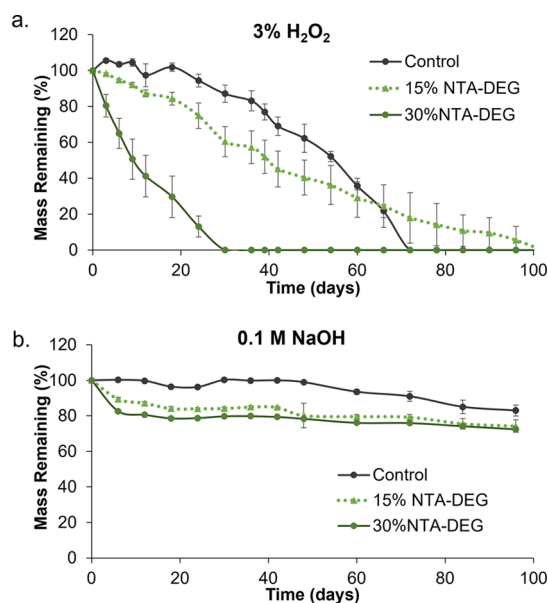 a.
3% H₂O₂
120
100
80
60
40
20
0
Mass Remaining (%)
Control
15% NTA-DEG
30%NTA-DEG
0 20 40 60 80 100
Time (days)
b.
0.1 M NaOH
120
100
80
60
40
20
0
Mass Remaining (%)
Control
15% NTA-DEG
30%NTA-DEG
0 20 40 60 80 100
Time (days)